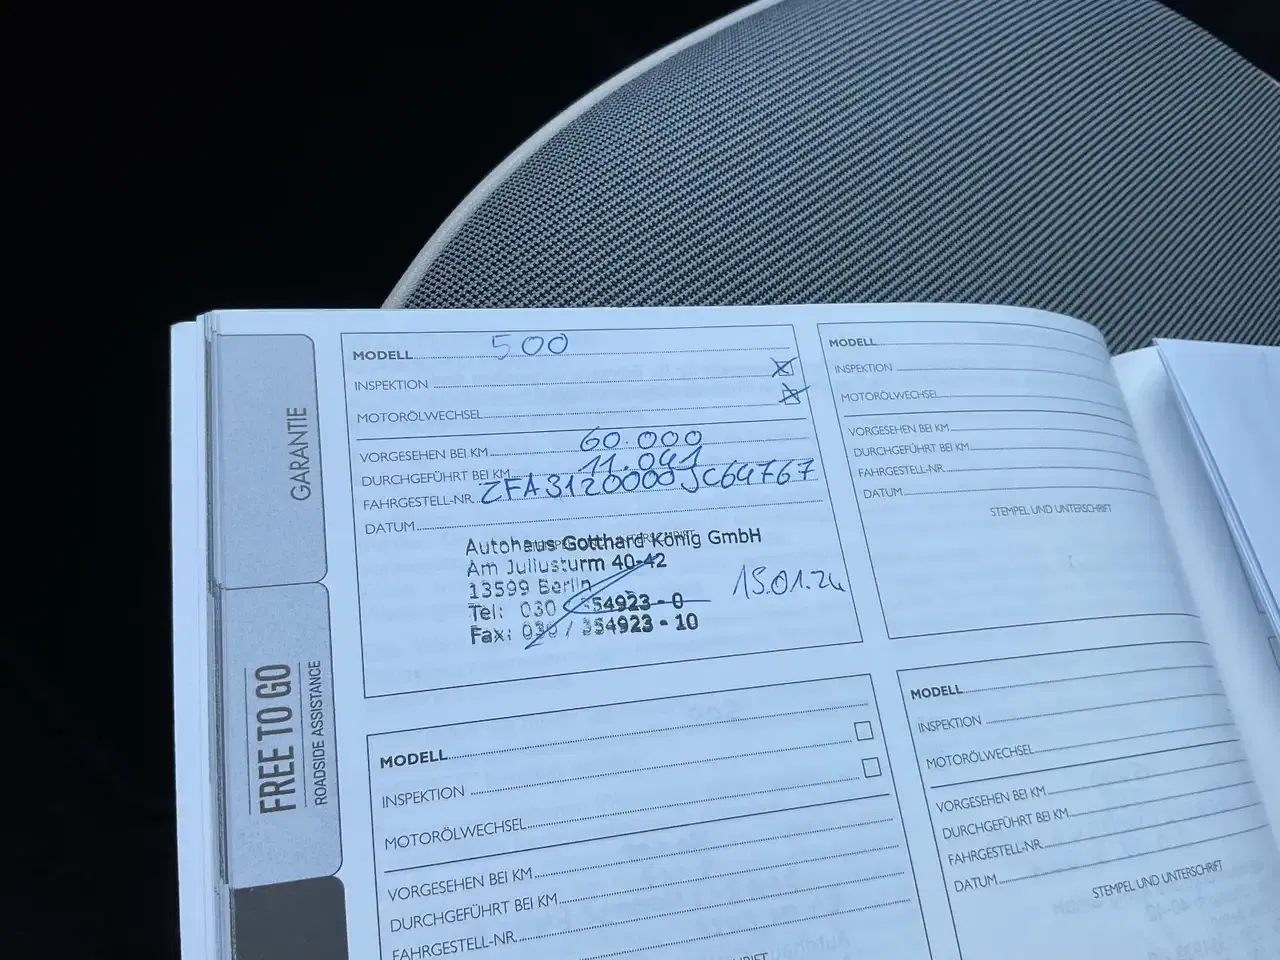 GARANTIE
FREE TO GO
ROADSIDE ASSISTANCE
MODELL 500
INSPEKTION
MOTORÖLWECHSEL
VORGESEHEN BEI KM 60.000
DURCHGEFÜHRT BEI KM 11.041
FAHRGESTELL-NR. ZFA3120000JC64767
DATUM
Autohaus Gotthard König GmbH
Am Juliusturm 40-42
13599 Berlin
Tel: 030 354923 - 0
15.01.24
Fax: 030 / 354923 - 10
MODELL
INSPEKTION
MOTORÖLWECHSEL
VORGESEHEN BEI KM
DURCHGEFÜHRT BEI KM
FAHRGESTELL-NR.
DATUM
STEMPEL UND UNTERSCHRIFT
MODELL
INSPEKTION
MOTORÖLWECHSEL
VORGESEHEN BEI KM
DURCHGEFÜHRT BEI KM
FAHRGESTELL-NR.
MODELL
INSPEKTION
MOTORÖLWECHSEL
VORGESEHEN BEI KM
DURCHGEFÜHRT BEI KM
FAHRGESTELL-NR.
DATUM
STEMPEL UND UNTERSCHRIFT